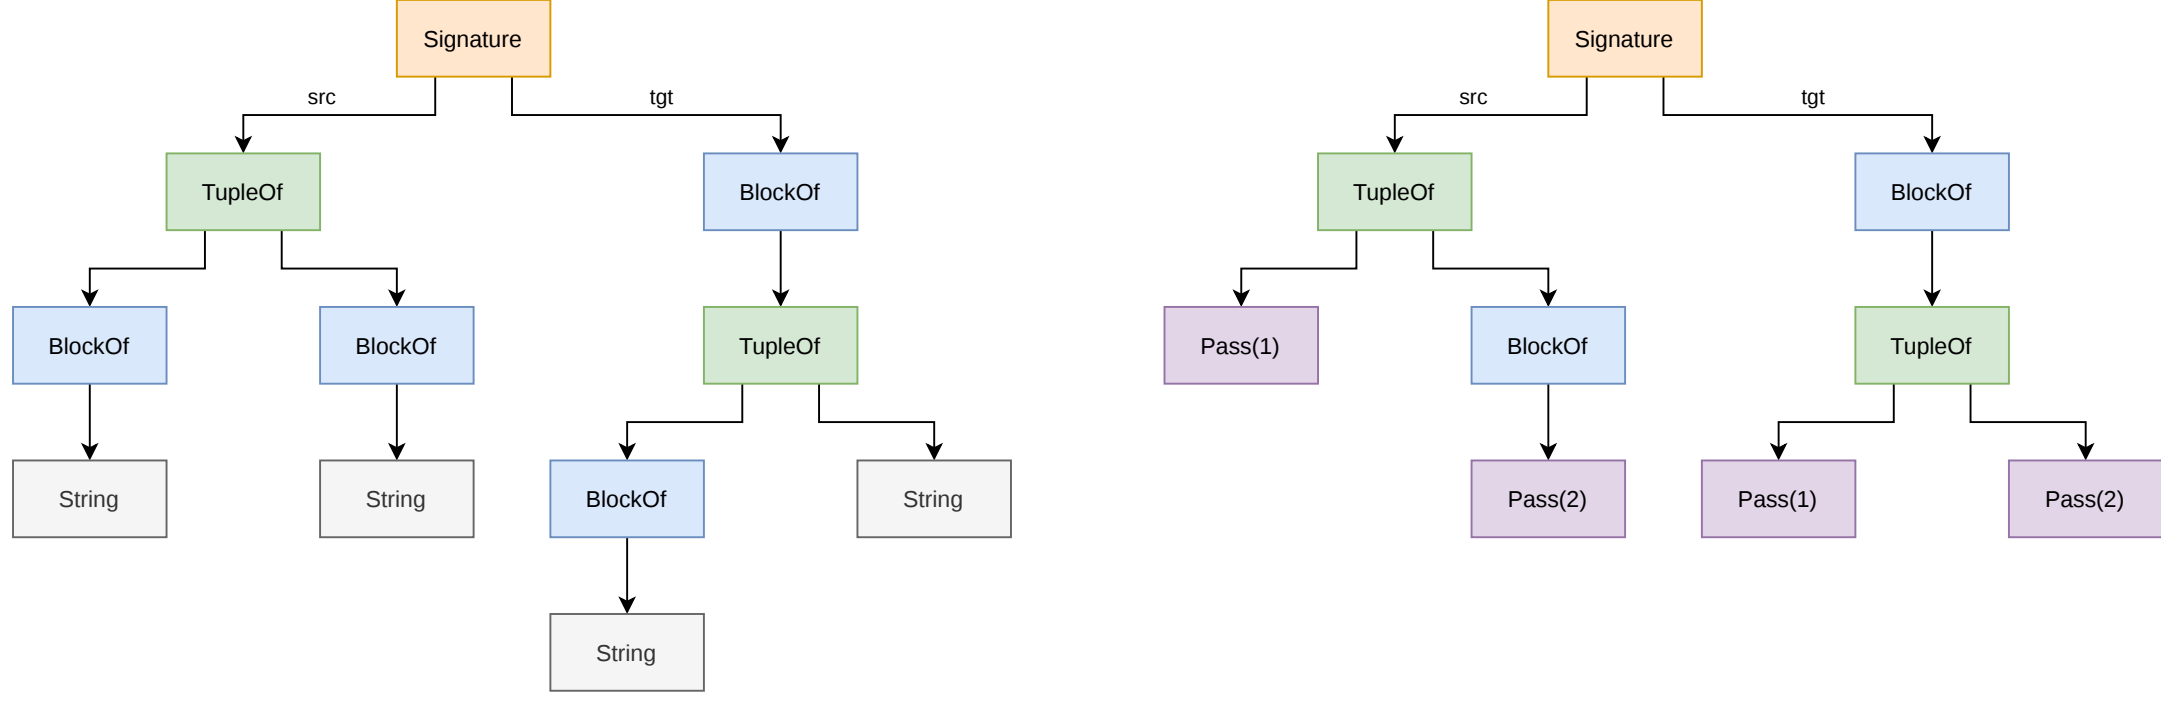 Signature
Signature
src
tgt
src
tgt
TupleOf
BlockOf
TupleOf
BlockOf
BlockOf
BlockOf
TupleOf
Pass(1)
BlockOf
TupleOf
String
String
BlockOf
String
Pass(2)
Pass(1)
Pass(2)
String